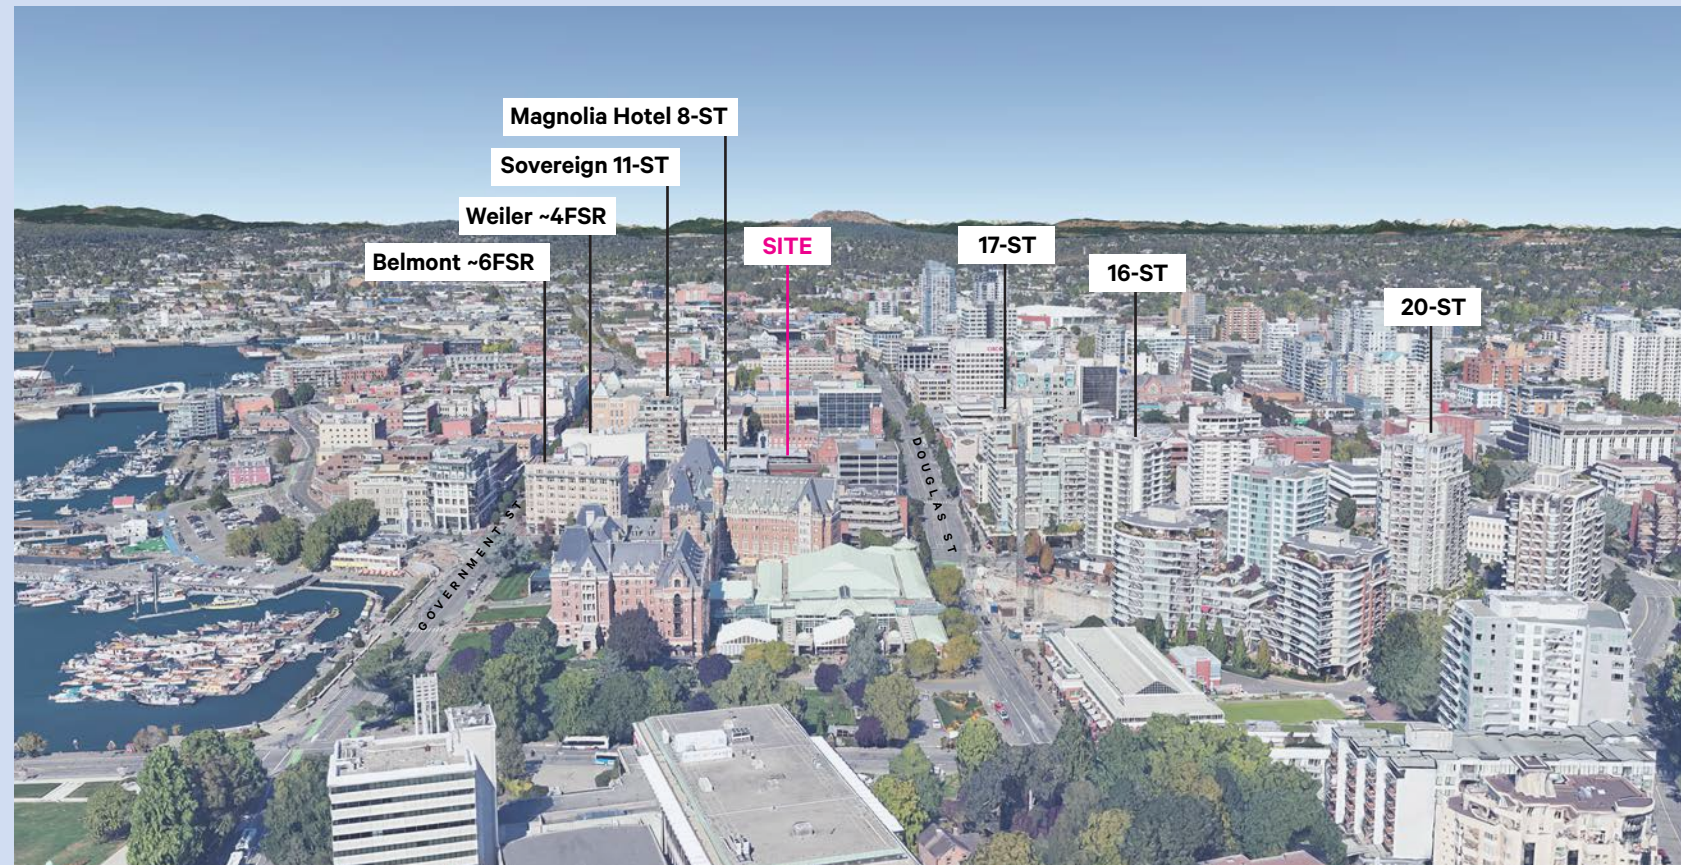 Magnolia Hotel 8-ST
Sovereign 11-ST
Weiler ~4FSR
Belmont ~6FSR
SITE
17-ST
16-ST
20-ST
DOUGLAS ST
GOVERNMENT ST